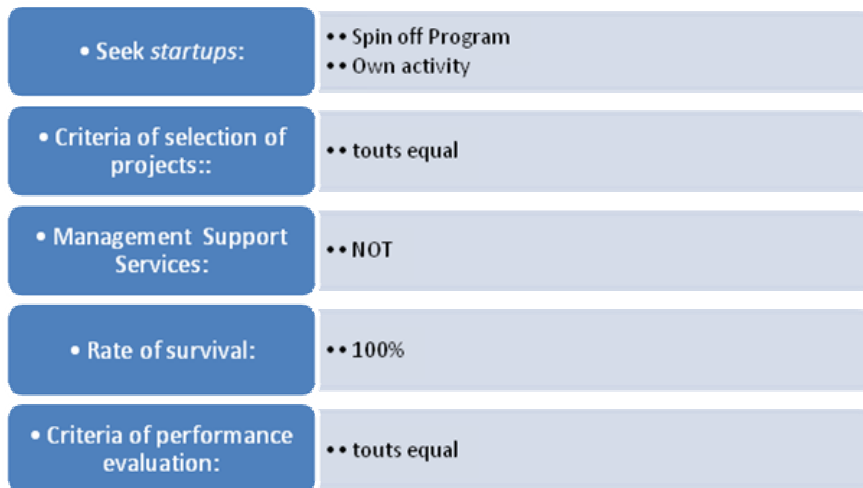 • Seek startups:
•• Spin off Program
•• Own activity
• Criteria of selection of
projects::
•• touts equal
• Management Support
Services:
•• NOT
• Rate of survival:
•• 100%
• Criteria of performance
evaluation:
•• touts equal